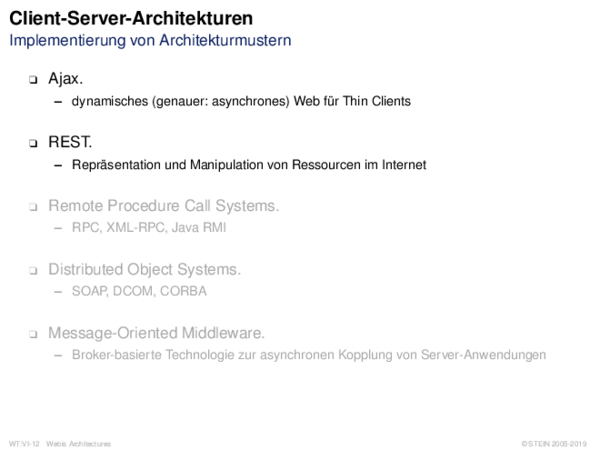 Client-Server-Architekturen
Implementierung von Architekturmustern
❑ Ajax.
– dynamisches (genauer: asynchrones) Web für Thin Clients
❑ REST.
– Repräsentation und Manipulation von Ressourcen im Internet
❑ Remote Procedure Call Systems.
– RPC, XML-RPC, Java RMI
❑ Distributed Object Systems.
– SOAP, DCOM, CORBA
❑ Message-Oriented Middleware.
– Broker-basierte Technologie zur asynchronen Kopplung von Server-Anwendungen
WT:VI-12 Webis Architectures © STEIN 2005-2019